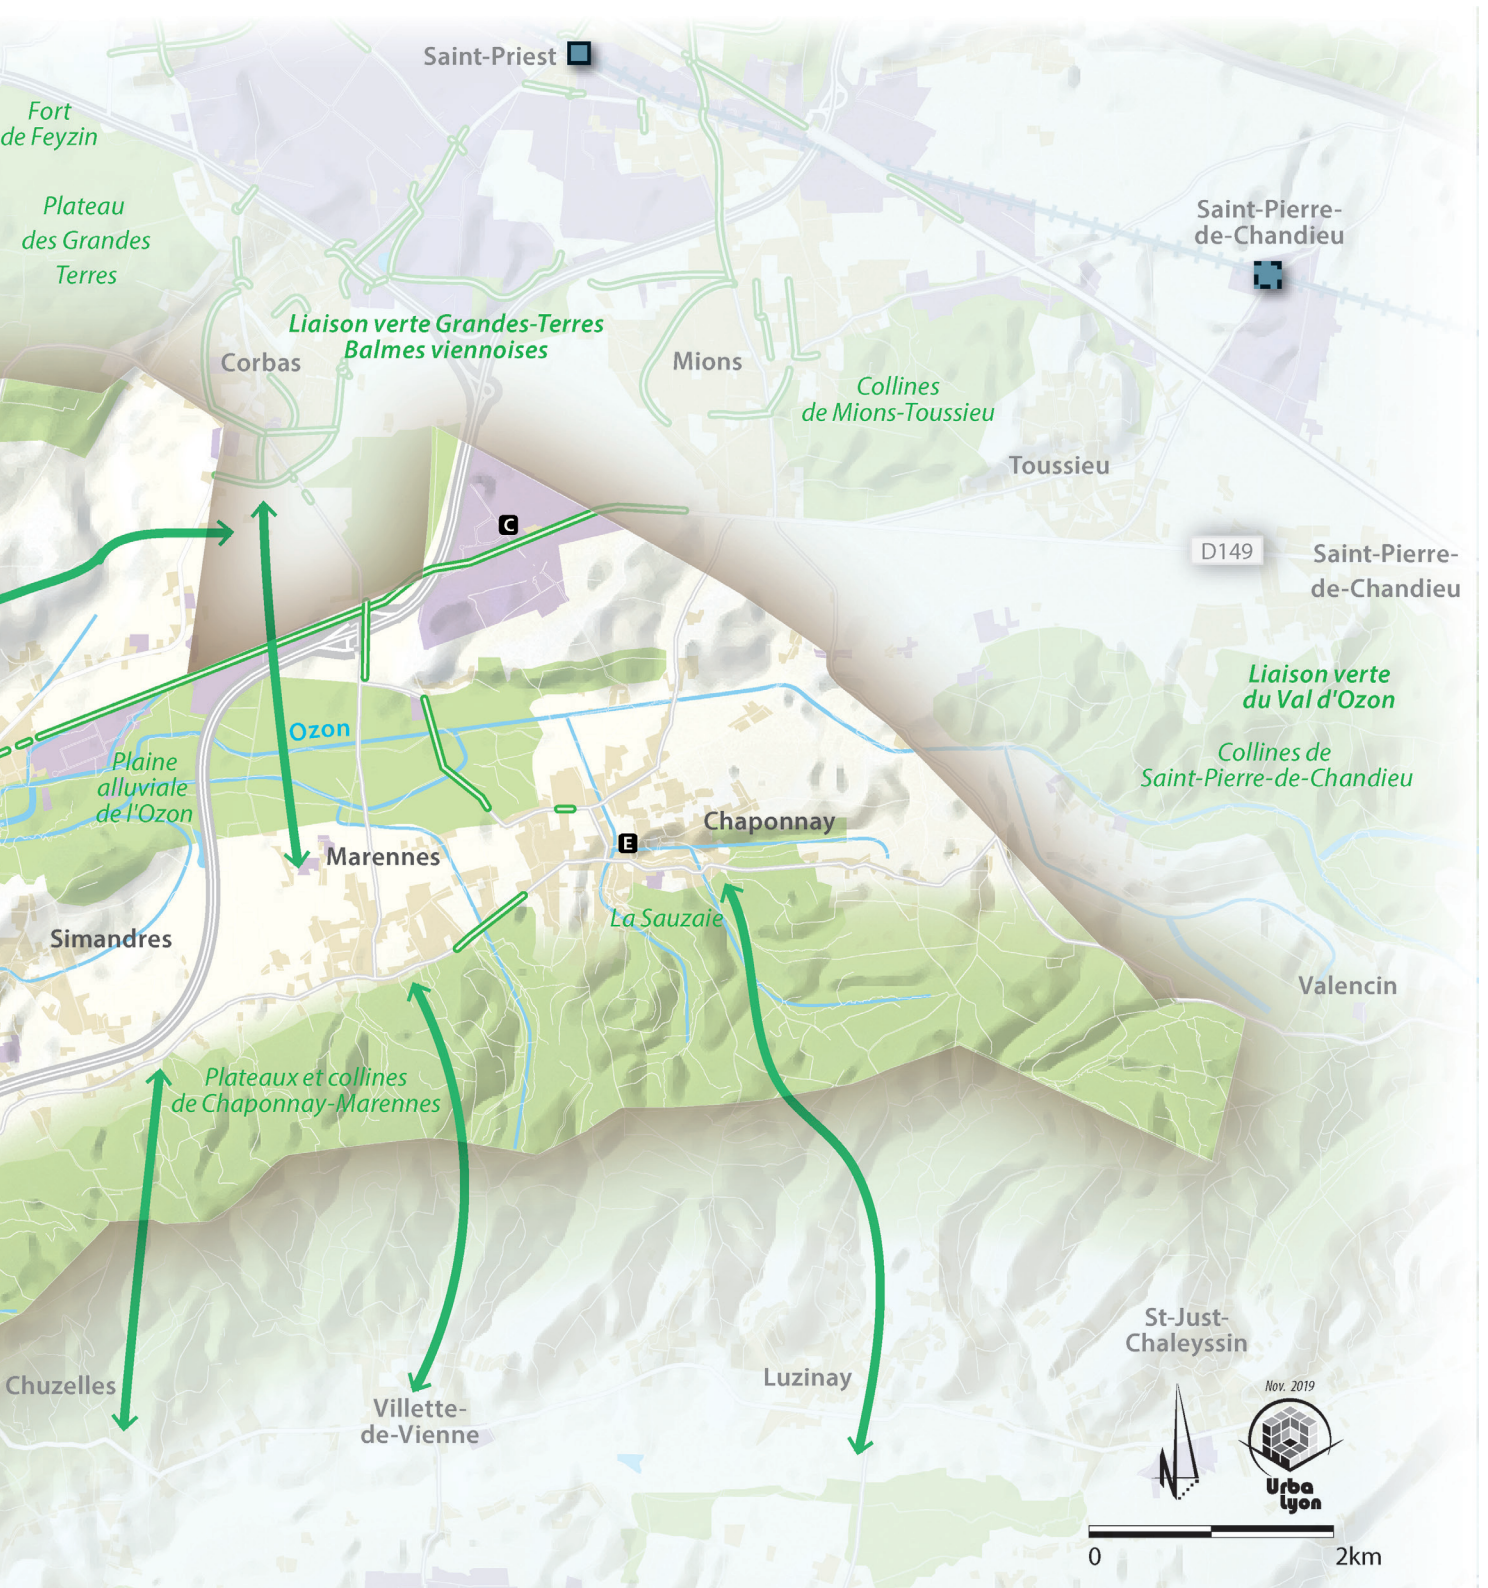 Saint-Priest
Fort
de Feyzin
Plateau
des Grandes
Terres
Saint-Pierre-
de-Chandieu
Liaison verte Grandes-Terres
Balmes viennoises
Corbas
Mions
Collines
de Mions-Toussieu
Toussieu
C
D149
Saint-Pierre-
de-Chandieu
Liaison verte
du Val d'Ozon
Collines de
Saint-Pierre-de-Chandieu
Ozon
Plaine
alluviale
de l'Ozon
Chaponnay
E
Marennes
La Sauzaie
Simandres
Valencin
Plateaux et collines
de Chaponnay-Marennes
St-Just-
Chaleyssin
Chuzelles
Luzinay
Villette-
de-Vienne
Nov. 2019
N
Urba
Lyon
0
2km